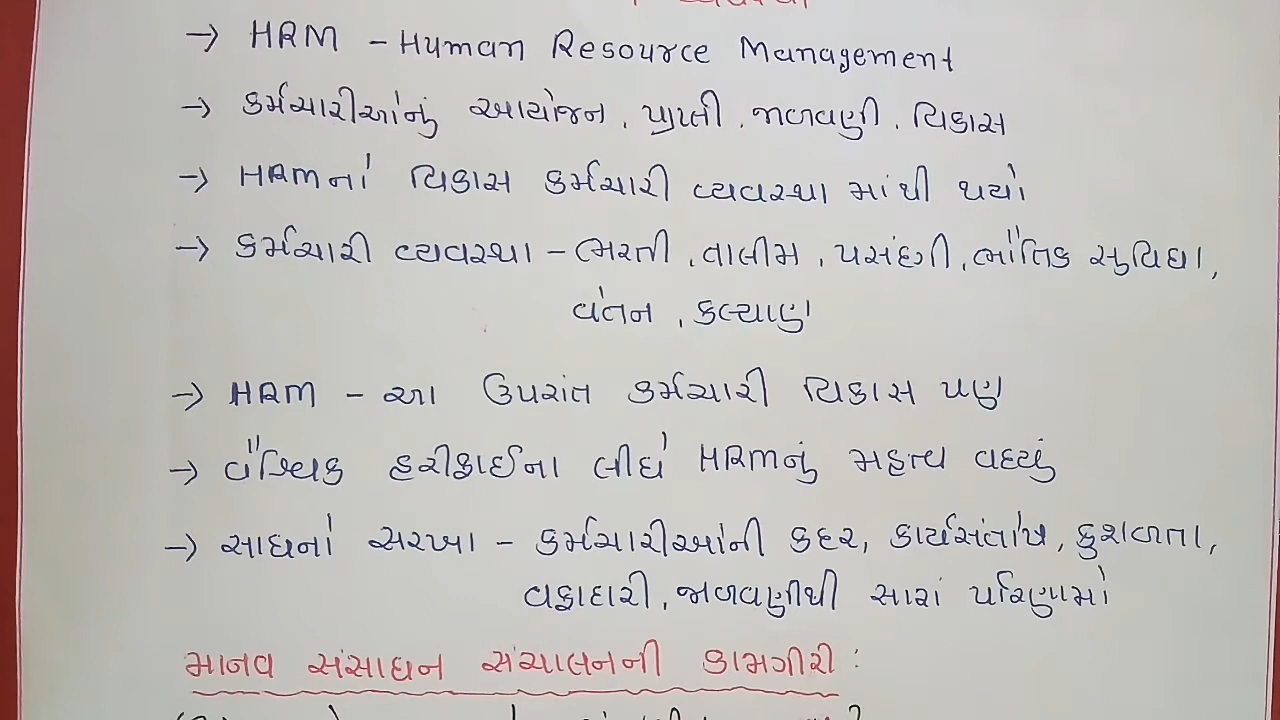 → HRM - Human Resource Management
→ કર્મચારીઓનું આયોજન, પ્રાપ્તી, જાળવણી, વિકાસ
→ HRMનો વિકાસ કર્મચારી વ્યવસ્થા માંથી થયો
→ કર્મચારી વ્યવસ્થા - ભરતી, તાલીમ, પસંદગી, ભૌતિક સુવિધા,
વેતન, કલ્યાણ
→ HRM - આ ઉપરાંત કર્મચારી વિકાસ પણ
→ વૈશ્વિક હરીફાઈના લીધે HRMનું મહત્વ વધ્યું
→ સાધનો સરખા - કર્મચારીઓની કદર, કાર્યસંતોષ, કુશળતા,
વફાદારી, જાળવણીથી સારાં પરિણામો
માનવ સંસાધન સંચાલનની કામગીરી :